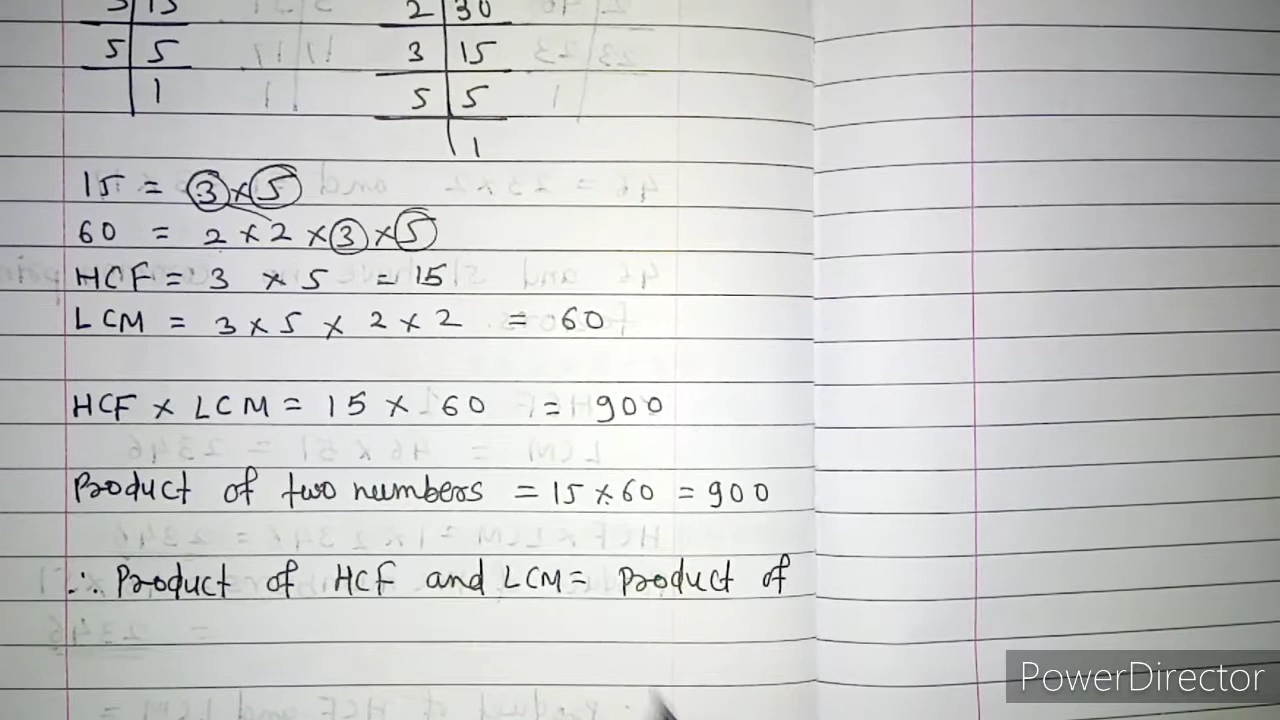 3 15 2 30
5 5 3 15
1 5 5
1
15 = 3 × 5
60 = 2 × 2 × 3 × 5
HCF = 3 × 5 = 15
LCM = 3 × 5 × 2 × 2 = 60
HCF × LCM = 15 × 60 = 900
Product of two numbers = 15 × 60 = 900
∴ Product of HCF and LCM = Product of
PowerDirector